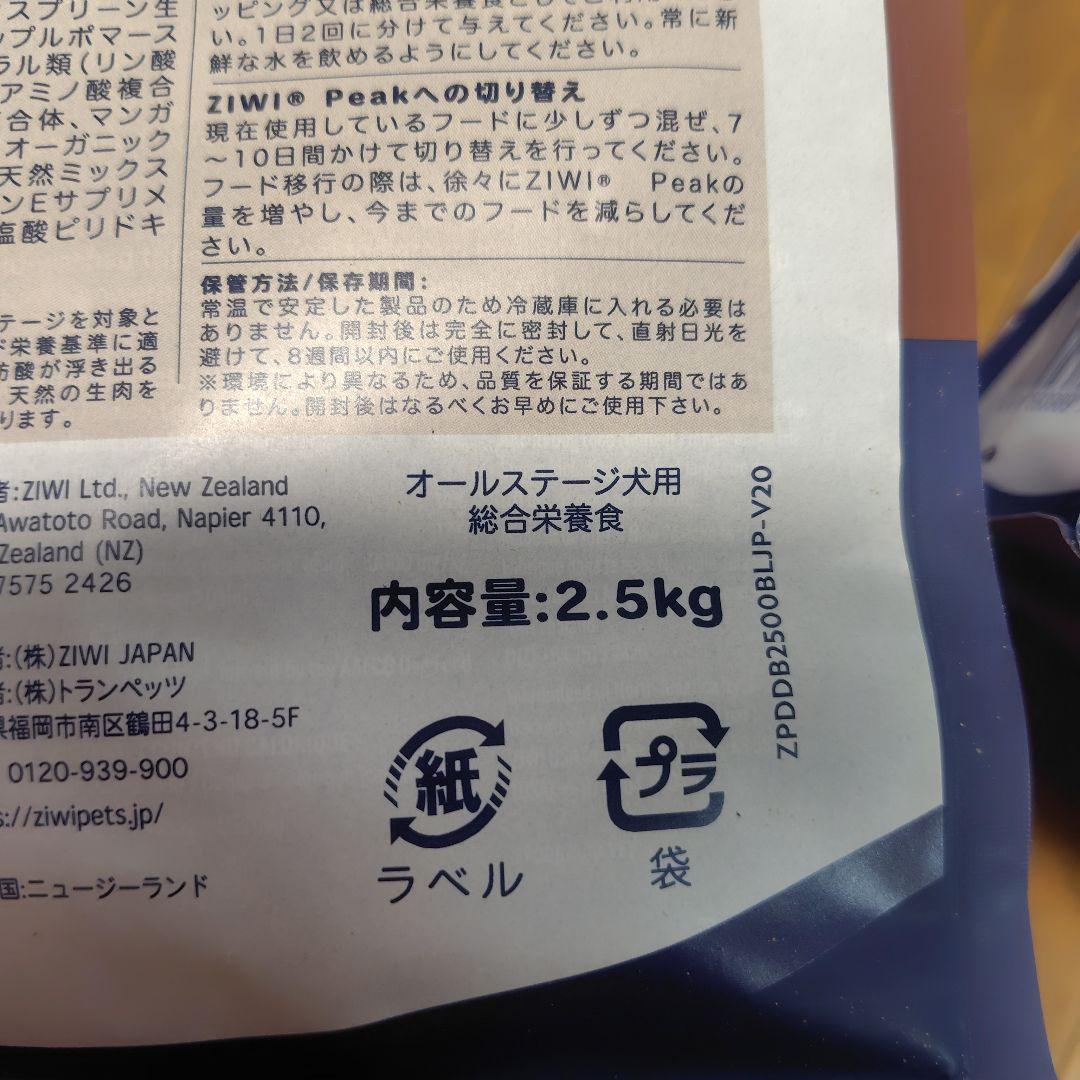 スプリーン生
ップルポマース
ラル類(リン酸
アミノ酸複合
合体、マンガ
オーガニック
天然ミックス
ンEサプリメ
塩酸ピリドキ
テージを対象と
ド栄養基準に適
肪酸が浮き出る
天然の生肉を
ります。
い。1日2回に分けて与えてください。常に新
鮮な水を飲めるようにしてください。
ZIWI® Peakへの切り替え
現在使用しているフードに少しずつ混ぜ、7
～10日間かけて切り替えを行ってください。
フード移行の際は、徐々にZIWI® Peakの
量を増やし、今までのフードを減らしてくだ
さい。
保管方法/保存期間:
常温で安定した製品のため冷蔵庫に入れる必要は
ありません。開封後は完全に密封して、直射日光を
避けて、8週間以内にご使用ください。
※環境により異なるため、品質を保証する期間ではあ
りません。開封後はなるべくお早めにご使用下さい。
者:ZIWI Ltd., New Zealand
Awatoto Road, Napier 4110,
Zealand (NZ)
7575 2426
者:(株)ZIWI JAPAN
者:(株)トランペッツ
県福岡市南区鶴田4-3-18-5F
0120-939-900
s://ziwipets.jp/
国:ニュージーランド
オールステージ犬用
総合栄養食
内容量:2.5kg
紙
ラベル
プラ
袋
ZPDDB2500BLJP-V20